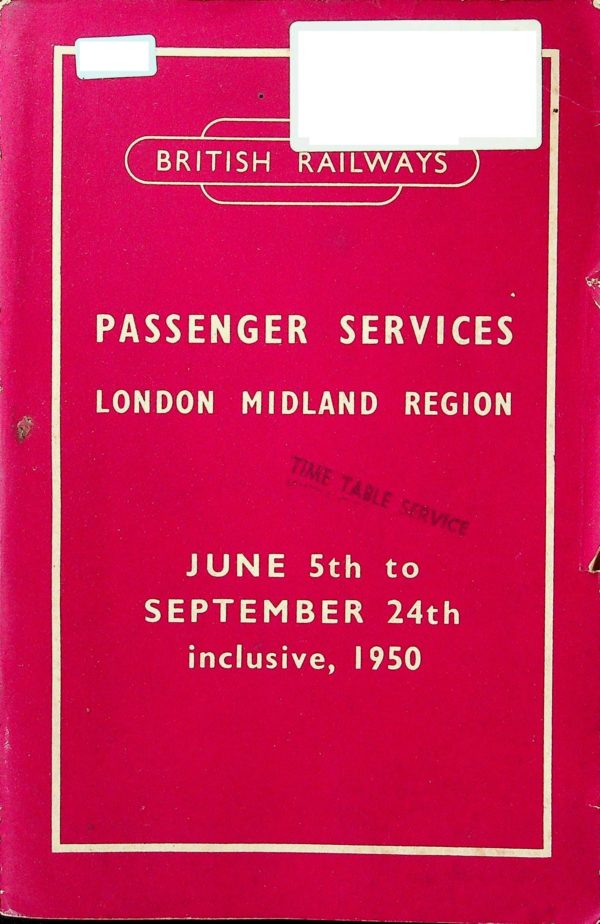 BRITISH RAILWAYS
PASSENGER SERVICES
LONDON MIDLAND REGION
TIME TABLE SERVICE
JUNE 5th to
SEPTEMBER 24th
inclusive, 1950